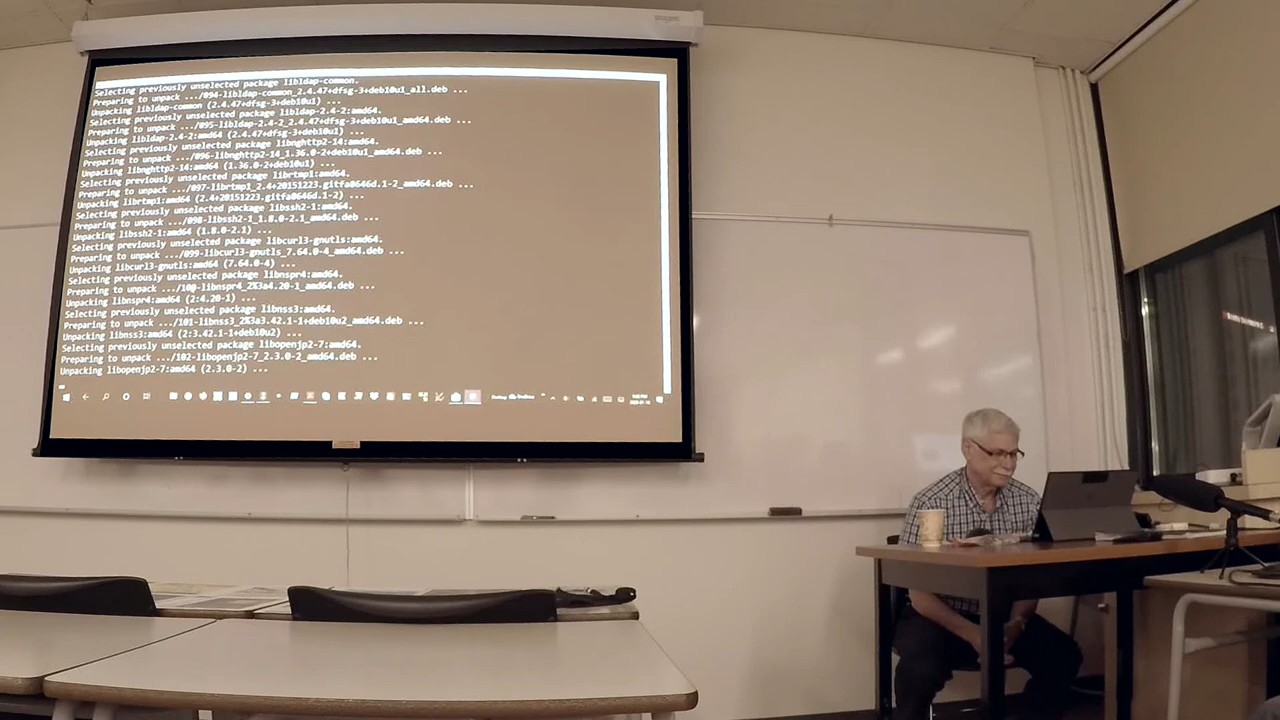 Selecting previously unselected package libldap-common.
Preparing to unpack .../094-libldap-common_2.4.47+dfsg-3+deb10u1_all.deb ...
Unpacking libldap-common (2.4.47+dfsg-3+deb10u1) ...
Selecting previously unselected package libldap-2.4-2:amd64.
Preparing to unpack .../095-libldap-2.4-2_2.4.47+dfsg-3+deb10u1_amd64.deb ...
Unpacking libldap-2.4-2:amd64 (2.4.47+dfsg-3+deb10u1) ...
Selecting previously unselected package libnghttp2-14:amd64.
Preparing to unpack .../096-libnghttp2-14_1.36.0-2+deb10u1_amd64.deb ...
Unpacking libnghttp2-14:amd64 (1.36.0-2+deb10u1) ...
Selecting previously unselected package librtmp1:amd64.
Preparing to unpack .../097-librtmp1_2.4+20151223.gitfa8646d.1-2_amd64.deb ...
Unpacking librtmp1:amd64 (2.4+20151223.gitfa8646d.1-2) ...
Selecting previously unselected package libssh2-1:amd64.
Preparing to unpack .../098-libssh2-1_1.8.0-2.1_amd64.deb ...
Unpacking libssh2-1:amd64 (1.8.0-2.1) ...
Selecting previously unselected package libcurl3-gnutls:amd64.
Preparing to unpack .../099-libcurl3-gnutls_7.64.0-4_amd64.deb ...
Unpacking libcurl3-gnutls:amd64 (7.64.0-4) ...
Selecting previously unselected package libnspr4:amd64.
Preparing to unpack .../100-libnspr4_2%3a4.20-1_amd64.deb ...
Unpacking libnspr4:amd64 (2:4.20-1) ...
Selecting previously unselected package libnss3:amd64.
Preparing to unpack .../101-libnss3_2%3a3.42.1-1+deb10u2_amd64.deb ...
Unpacking libnss3:amd64 (2:3.42.1-1+deb10u2) ...
Selecting previously unselected package libopenjp2-7:amd64.
Preparing to unpack .../102-libopenjp2-7_2.3.0-2_amd64.deb ...
Unpacking libopenjp2-7:amd64 (2.3.0-2) ...